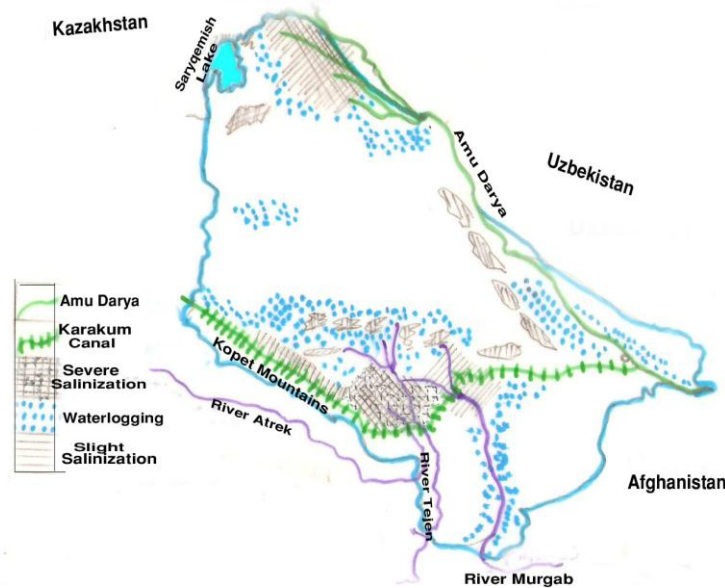 Kazakhstan
Saryqemish
Lake
Amu Darya
Uzbekistan
Amu Darya
Karakum
Canal
Severe
Salinization
Waterlogging
Slight
Salinization
Kopet Mountains
River Atrek
River Tejen
Afghanistan
River Murgab